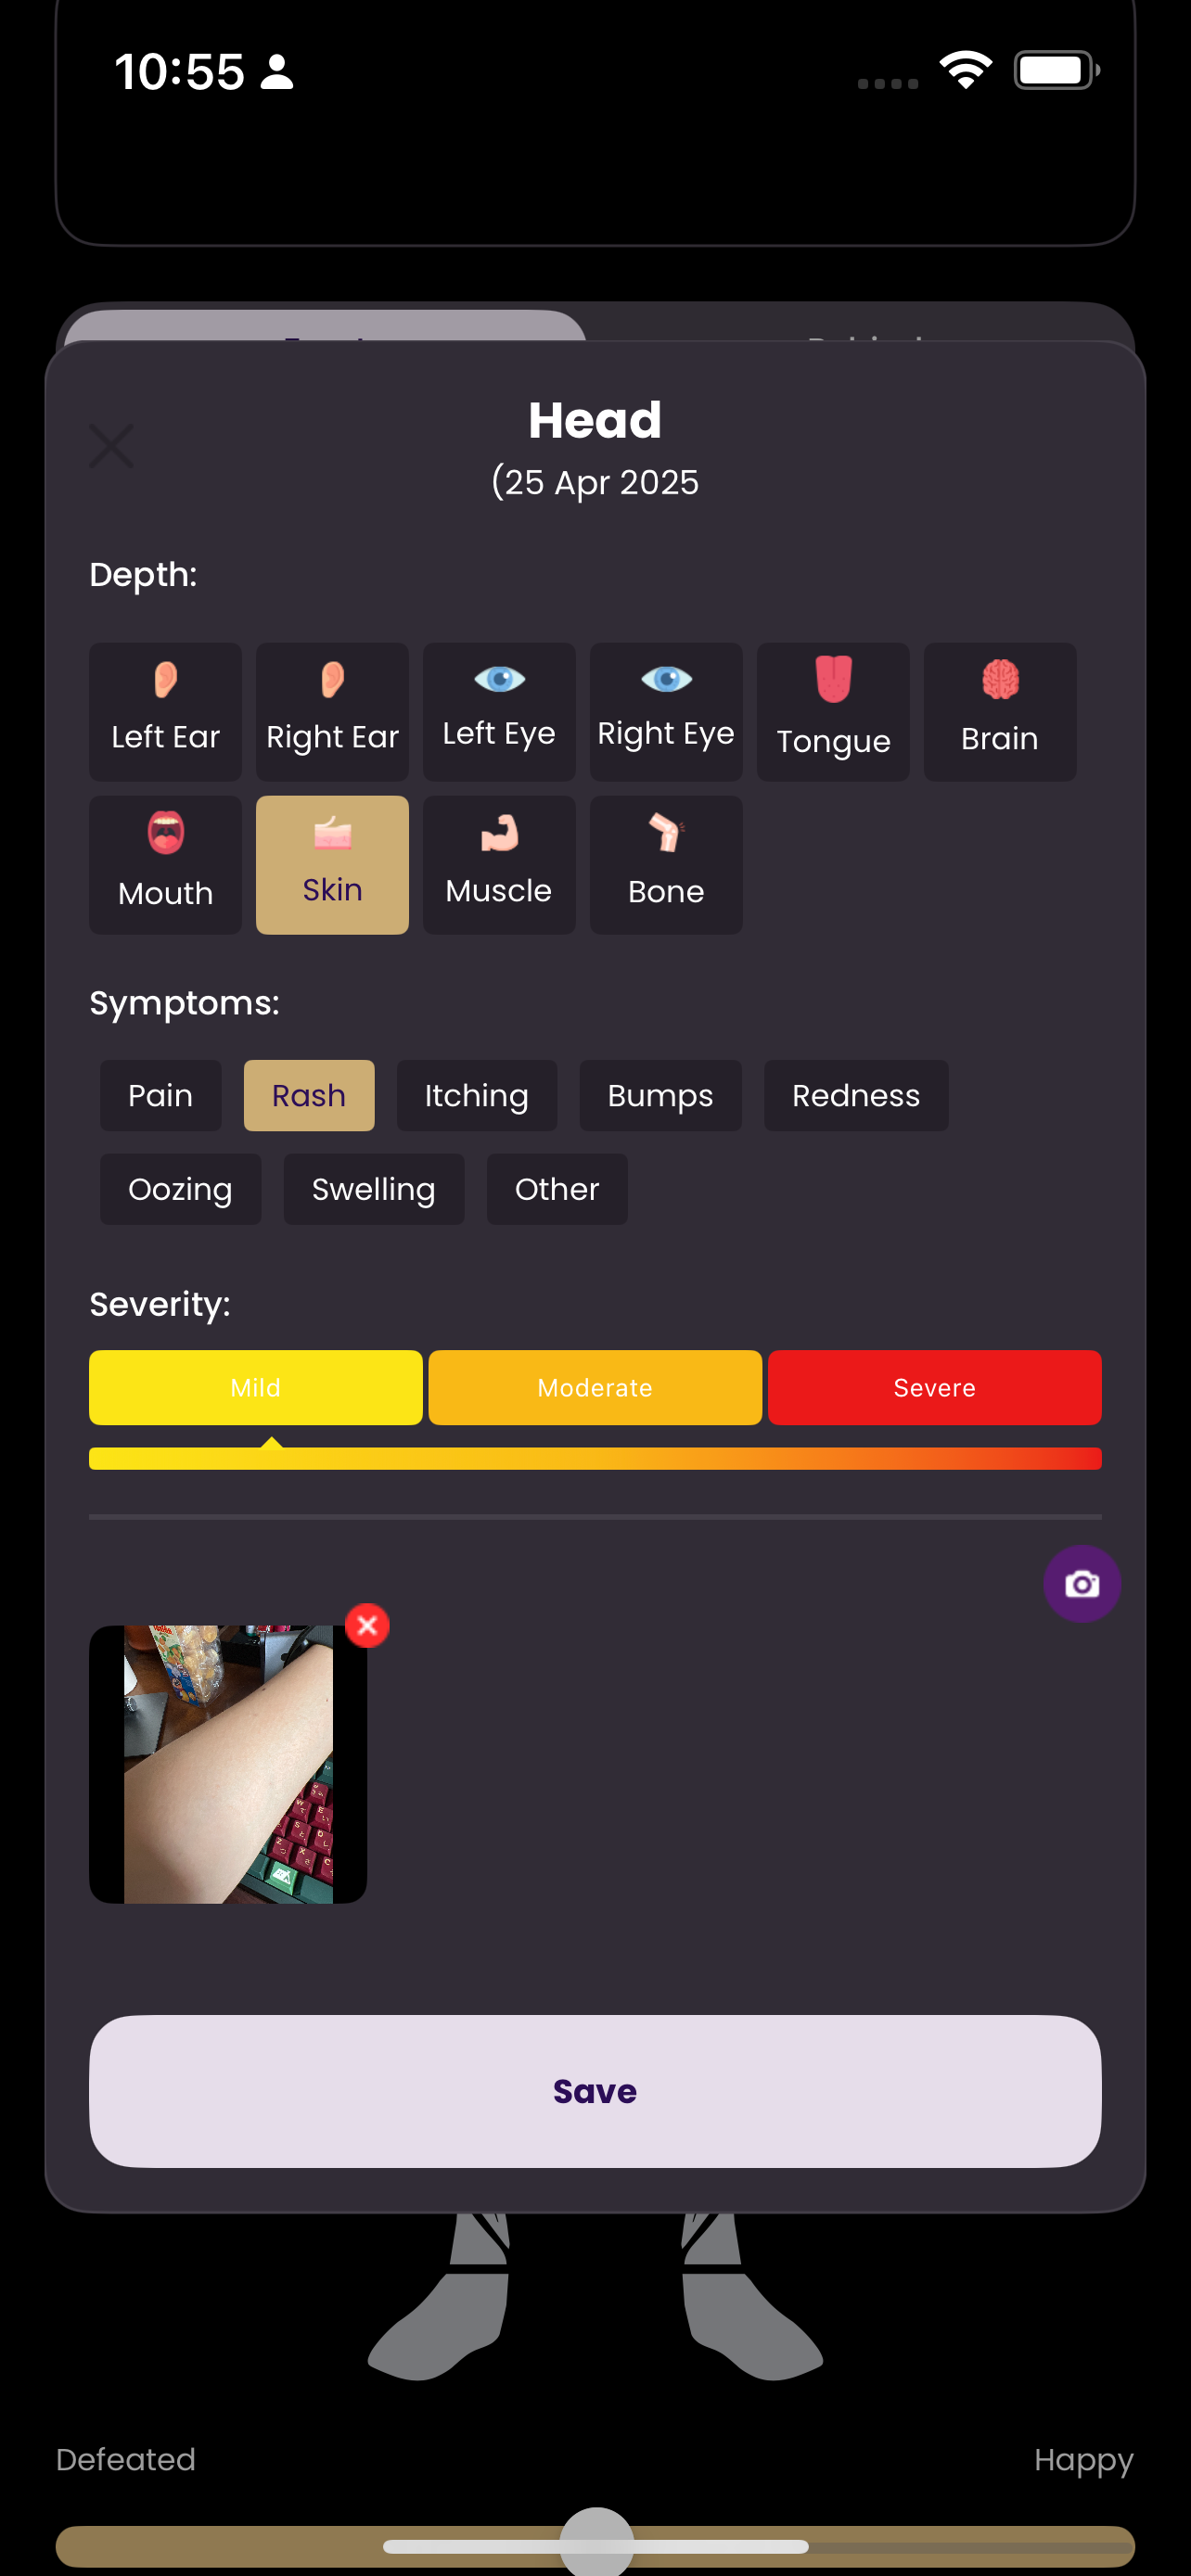 10:55
Head
(25 Apr 2025
Depth:
Left Ear
Right Ear
Left Eye
Right Eye
Tongue
Brain
Mouth
Skin
Muscle
Bone
Symptoms:
Pain
Rash
Itching
Bumps
Redness
Oozing
Swelling
Other
Severity:
Mild
Moderate
Severe
Save
Defeated
Happy